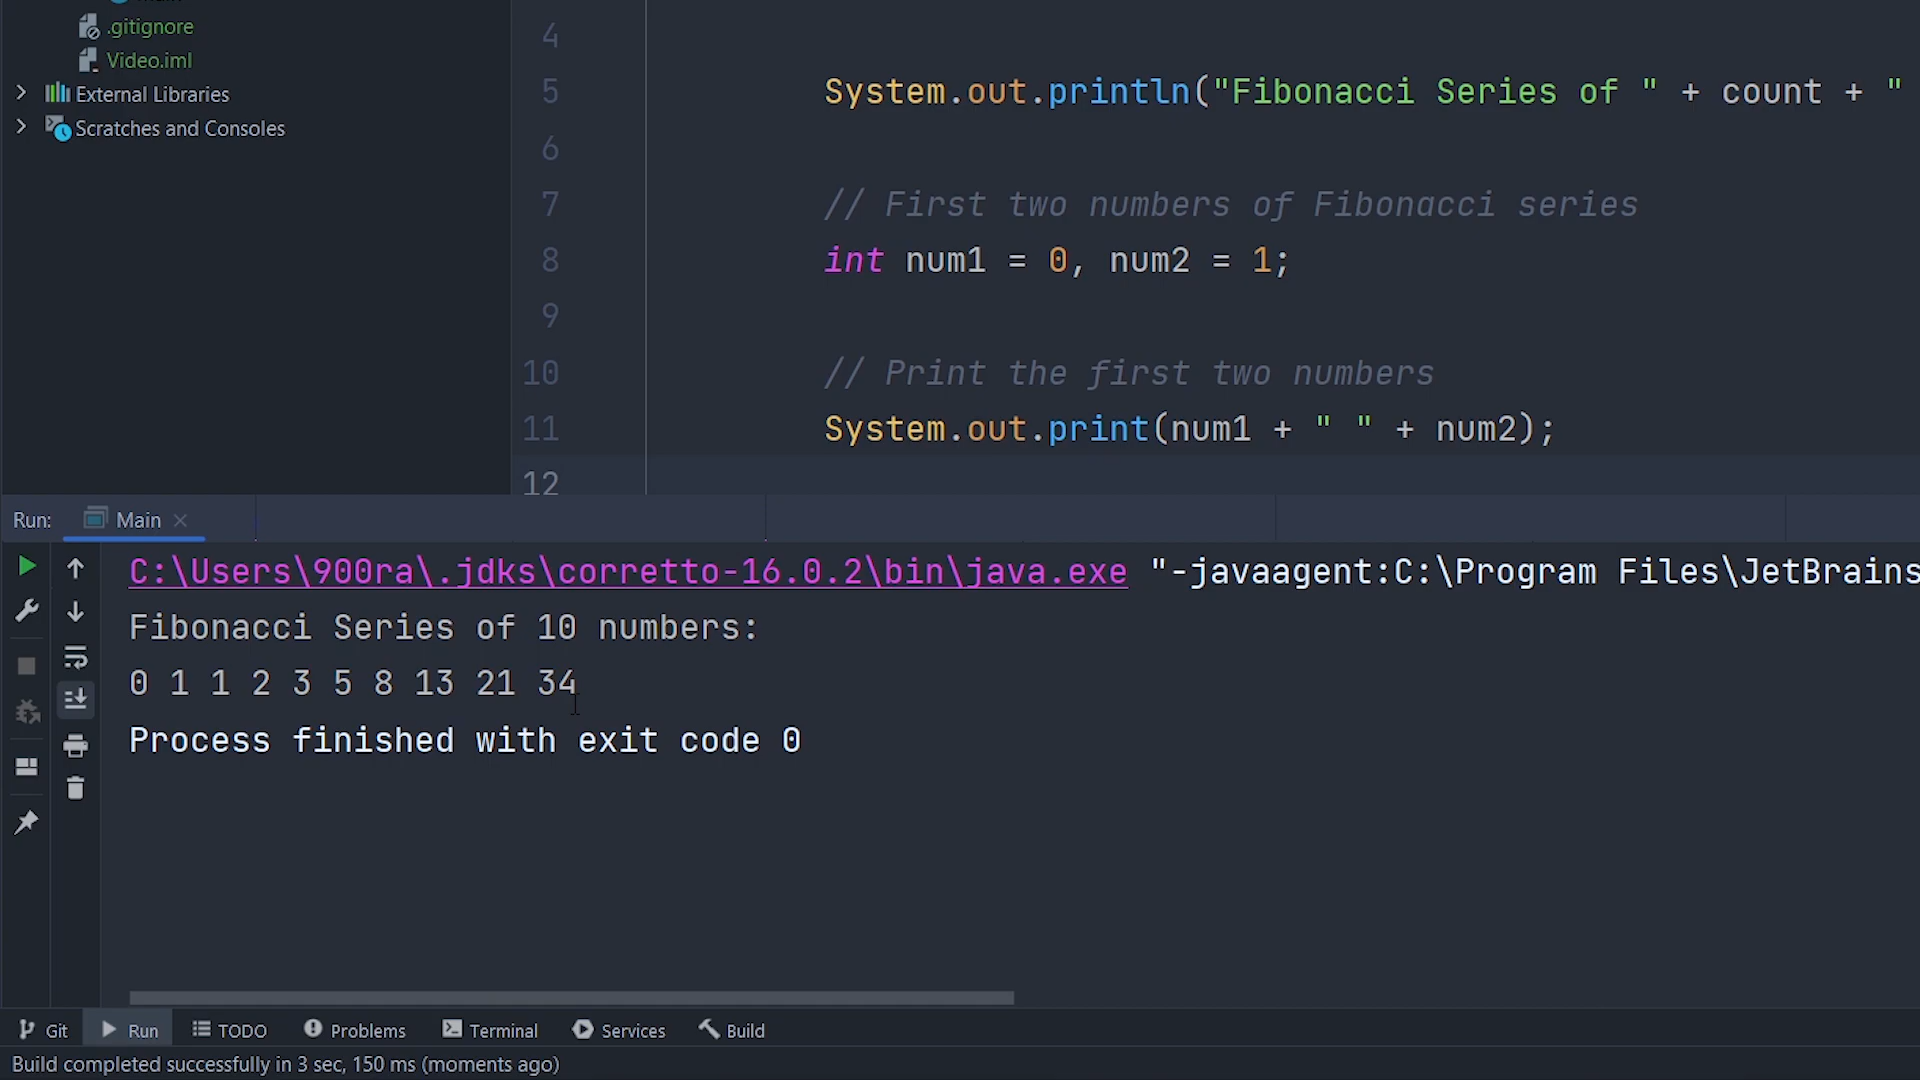 .gitignore
Video.iml
External Libraries
Scratches and Consoles
4
5 System.out.println("Fibonacci Series of " + count + "
6
7 // First two numbers of Fibonacci series
8 int num1 = 0, num2 = 1;
9
10 // Print the first two numbers
11 System.out.print(num1 + " " + num2);
12
Run: Main
C:\Users\900ra\.jdks\corretto-16.0.2\bin\java.exe "-javaagent:C:\Program Files\JetBrains
Fibonacci Series of 10 numbers:
0 1 1 2 3 5 8 13 21 34
Process finished with exit code 0
Git Run TODO Problems Terminal Services Build
Build completed successfully in 3 sec, 150 ms (moments ago)